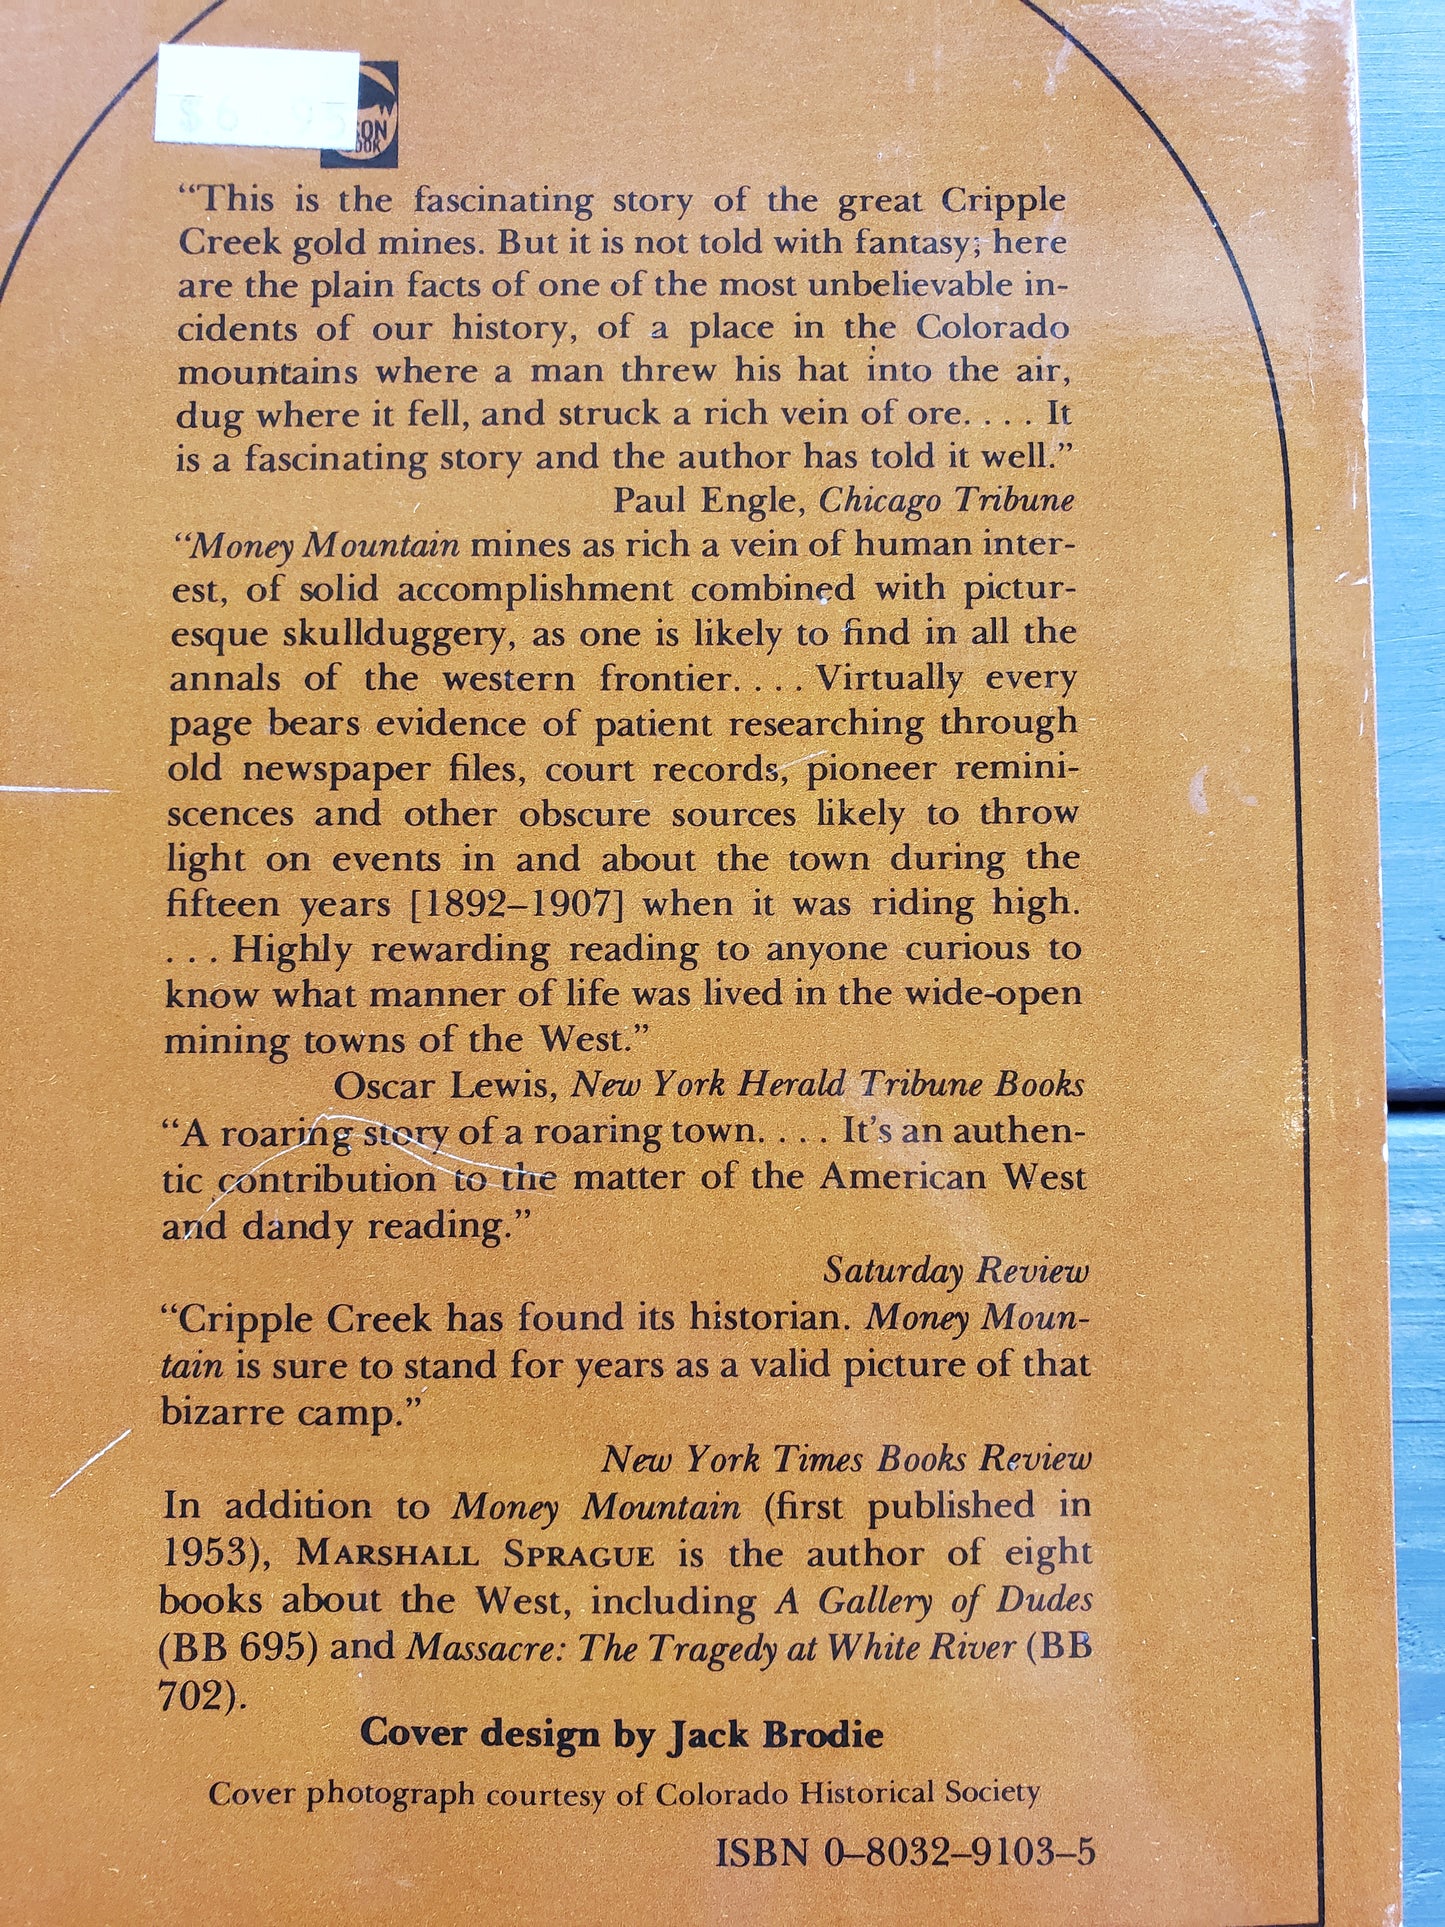 $6.95
“This is the fascinating story of the great Cripple
Creek gold mines. But it is not told with fantasy; here
are the plain facts of one of the most unbelievable in-
cidents of our history, of a place in the Colorado
mountains where a man threw his hat into the air,
dug where it fell, and struck a rich vein of ore. . . . It
is a fascinating story and the author has told it well.”
Paul Engle, Chicago Tribune
“Money Mountain mines as rich a vein of human inter-
est, of solid accomplishment combined with pictur-
esque skullduggery, as one is likely to find in all the
annals of the western frontier. . . . Virtually every
page bears evidence of patient researching through
old newspaper files, court records, pioneer remini-
scences and other obscure sources likely to throw
light on events in and about the town during the
fifteen years [1892–1907] when it was riding high.
. . . Highly rewarding reading to anyone curious to
know what manner of life was lived in the wide-open
mining towns of the West.”
Oscar Lewis, New York Herald Tribune Books
“A roaring story of a roaring town. . . . It’s an authen-
tic contribution to the matter of the American West
and dandy reading.”
Saturday Review
“Cripple Creek has found its historian. Money Moun-
tain is sure to stand for years as a valid picture of that
bizarre camp.”
New York Times Books Review
In addition to Money Mountain (first published in
1953), MARSHALL SPRAGUE is the author of eight
books about the West, including A Gallery of Dudes
(BB 695) and Massacre: The Tragedy at White River (BB
702).
Cover design by Jack Brodie
Cover photograph courtesy of Colorado Historical Society
ISBN 0–8032–9103–5